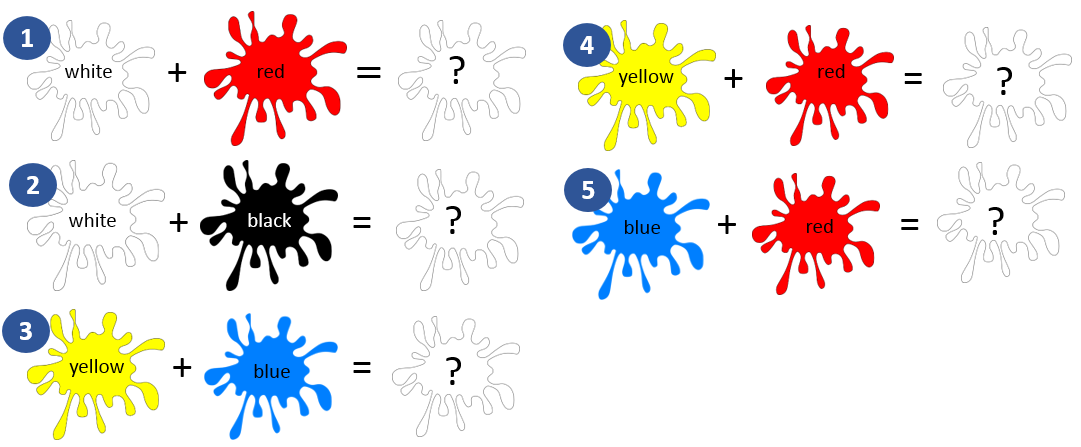 1 white + red = ?
2 white + black = ?
3 yellow + blue = ?
4 yellow + red = ?
5 blue + red = ?